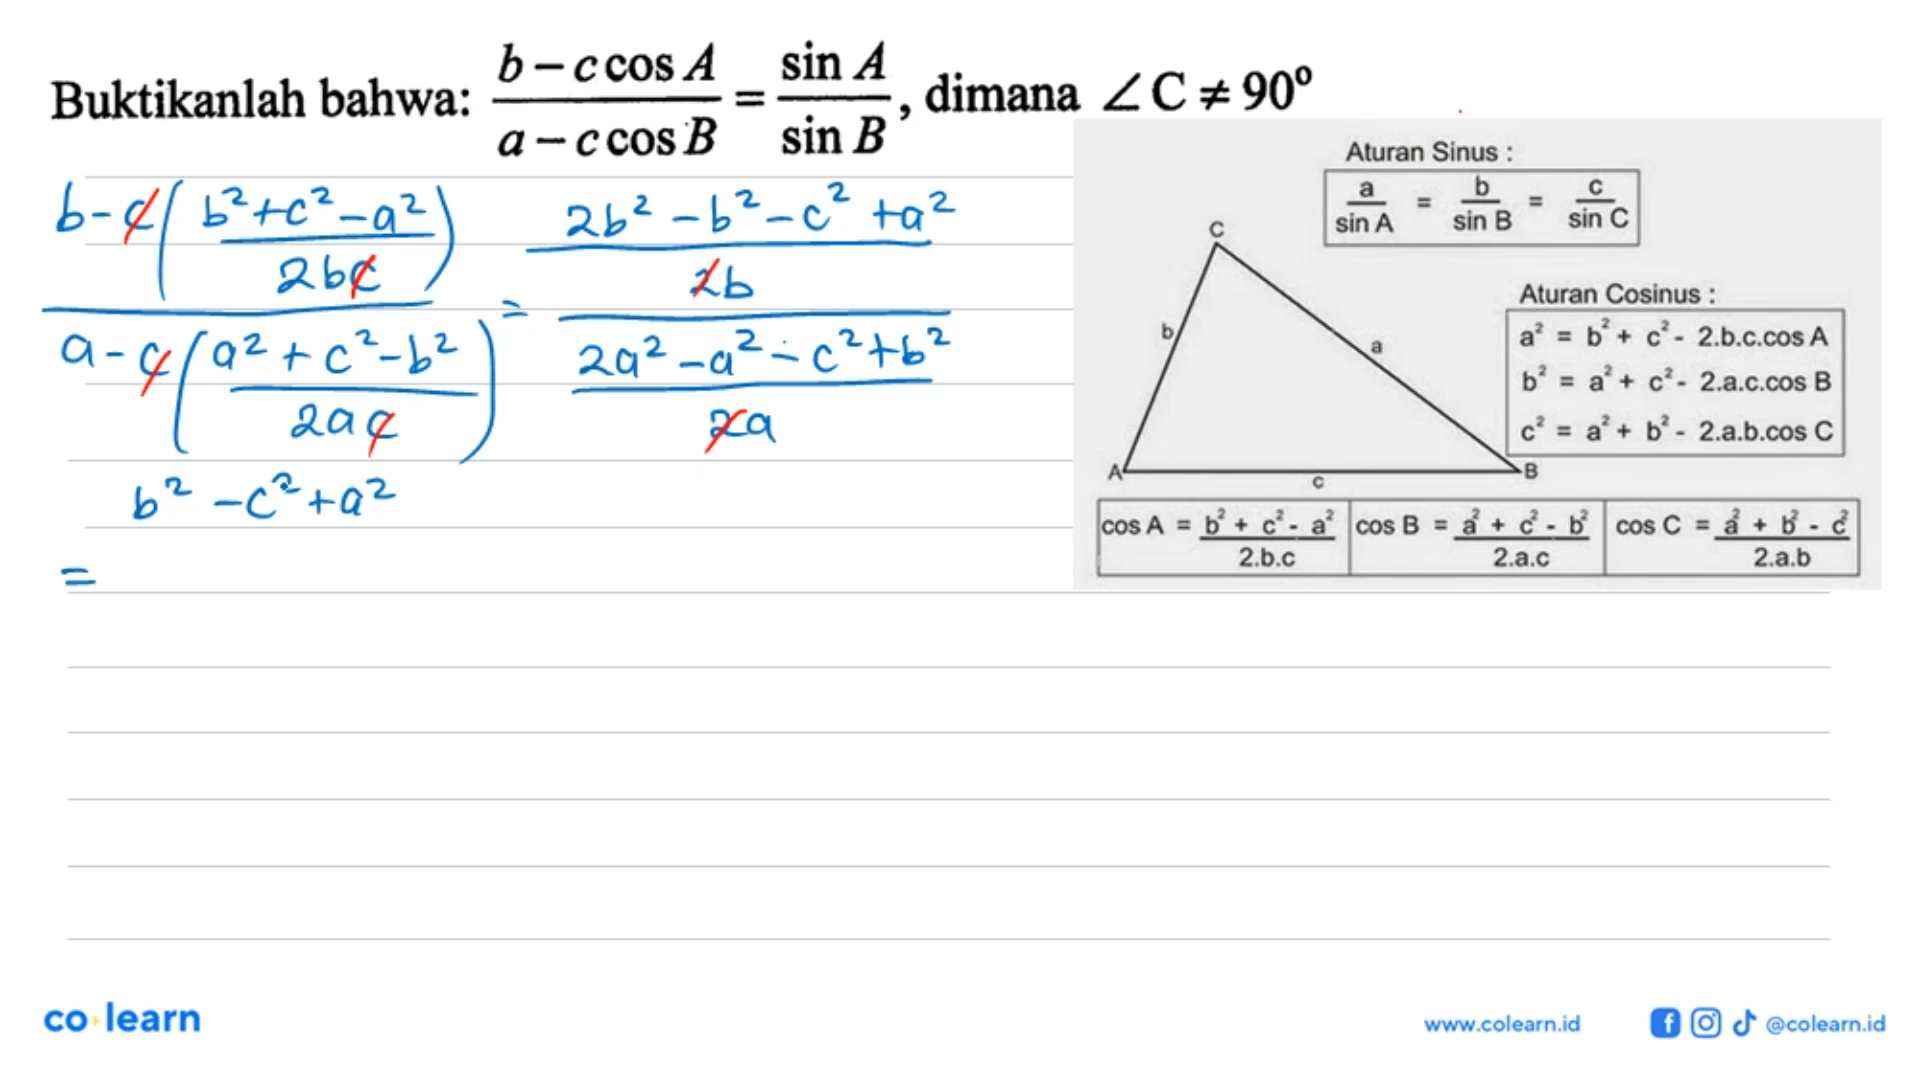 Buktikanlah bahwa: (b - c cos A)/(a - c cos B) = sin A/sin B, dimana ∠C ≠ 90°
(b - c((b² + c² - a²)/2bc))/(a - c((a² + c² - b²)/2ac)) = ((2b² - b² - c² + a²)/2b)/((2a² - a² - c² + b²)/2a)
b² - c² + a²
=
Aturan Sinus :
a/sin A = b/sin B = c/sin C
C
b
a
A
c
B
Aturan Cosinus :
a² = b² + c² - 2.b.c.cos A
b² = a² + c² - 2.a.c.cos B
c² = a² + b² - 2.a.b.cos C
cos A = (b² + c² - a²)/2.b.c
cos B = (a² + c² - b²)/2.a.c
cos C = (a² + b² - c²)/2.a.b
co learn
www.colearn.id
@colearn.id